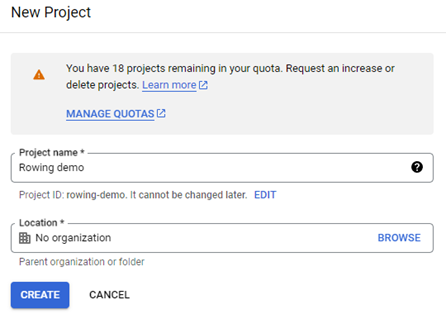 New Project
You have 18 projects remaining in your quota. Request an increase or
delete projects. Learn more
MANAGE QUOTAS
Project name *
Rowing demo
Project ID: rowing-demo. It cannot be changed later. EDIT
Location *
No organization BROWSE
Parent organization or folder
CREATE CANCEL